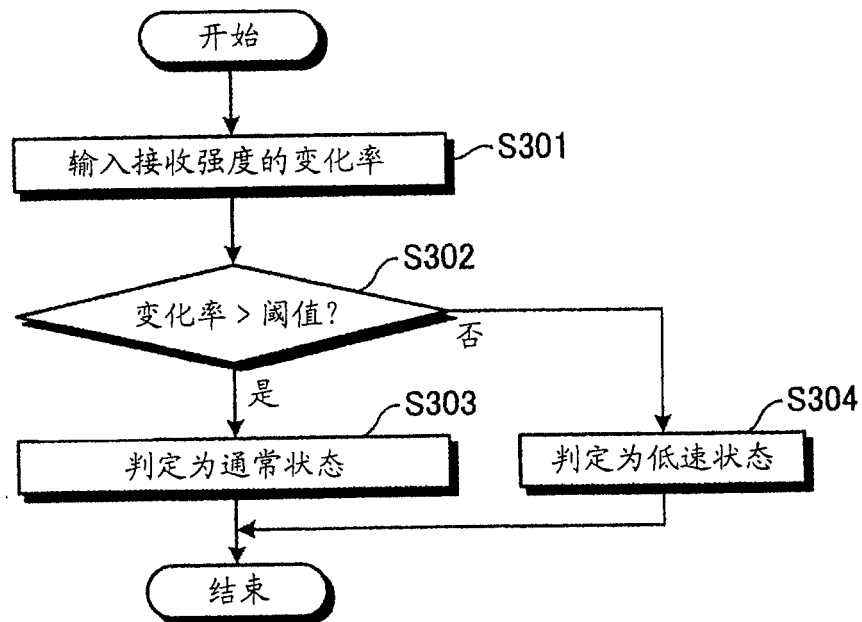 开始
输入接收强度的变化率
S301
变化率 > 阈值?
S302
否
是
判定为通常状态
S303
判定为低速状态
S304
结束